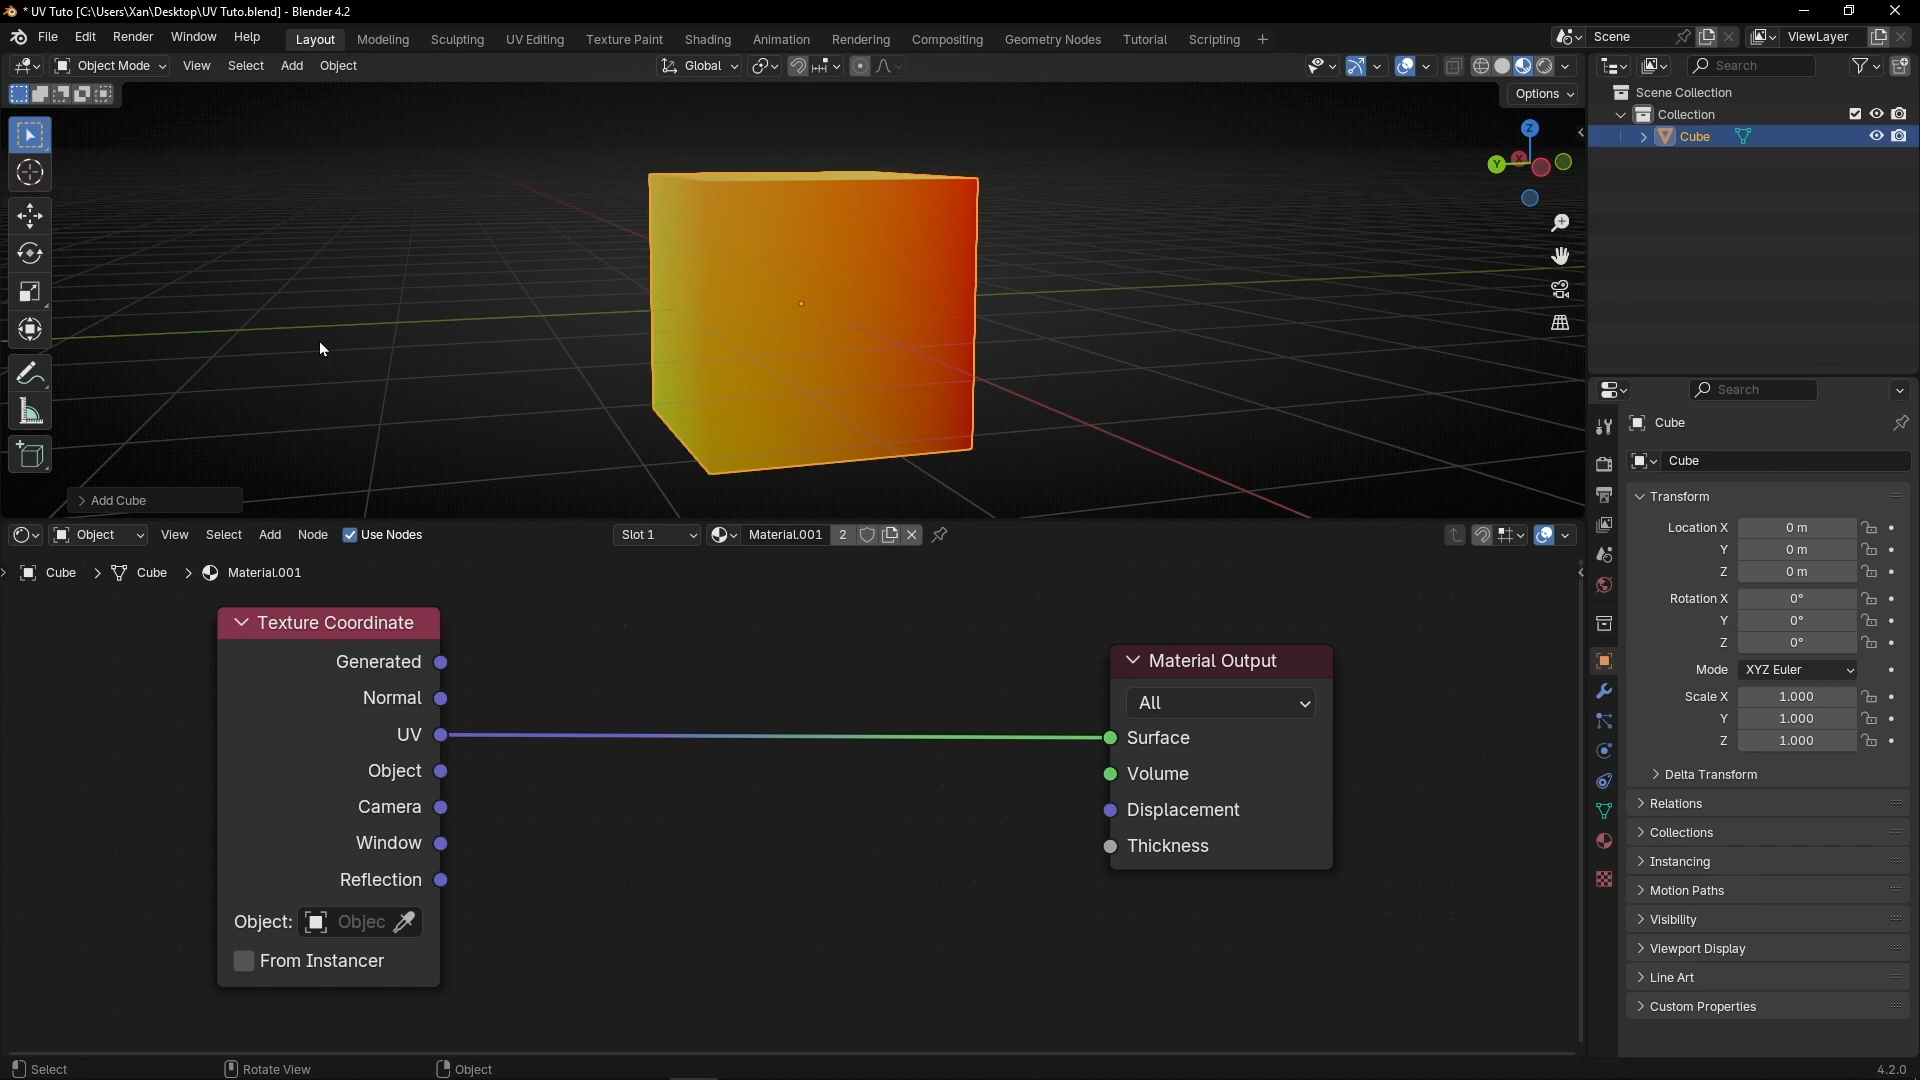 * UV Tuto [C:\Users\Xan\Desktop\UV Tuto.blend] - Blender 4.2
File Edit Render Window Help Layout Modeling Sculpting UV Editing Texture Paint Shading Animation Rendering Compositing Geometry Nodes Tutorial Scripting + Scene ViewLayer
Object Mode View Select Add Object Global Search
Options
Scene Collection
Collection
Cube
Z
Y
X
Add Cube
Search
Cube
Cube
Transform
Location X 0 m
Y 0 m
Z 0 m
Rotation X 0°
Y 0°
Z 0°
Mode XYZ Euler
Scale X 1.000
Y 1.000
Z 1.000
Delta Transform
Relations
Collections
Instancing
Motion Paths
Visibility
Viewport Display
Line Art
Custom Properties
Object View Select Add Node Use Nodes Slot 1 Material.001 2
Cube > Cube > Material.001
Texture Coordinate
Generated
Normal
UV
Object
Camera
Window
Reflection
Object: Objec
From Instancer
Material Output
All
Surface
Volume
Displacement
Thickness
Select Rotate View Object 4.2.0